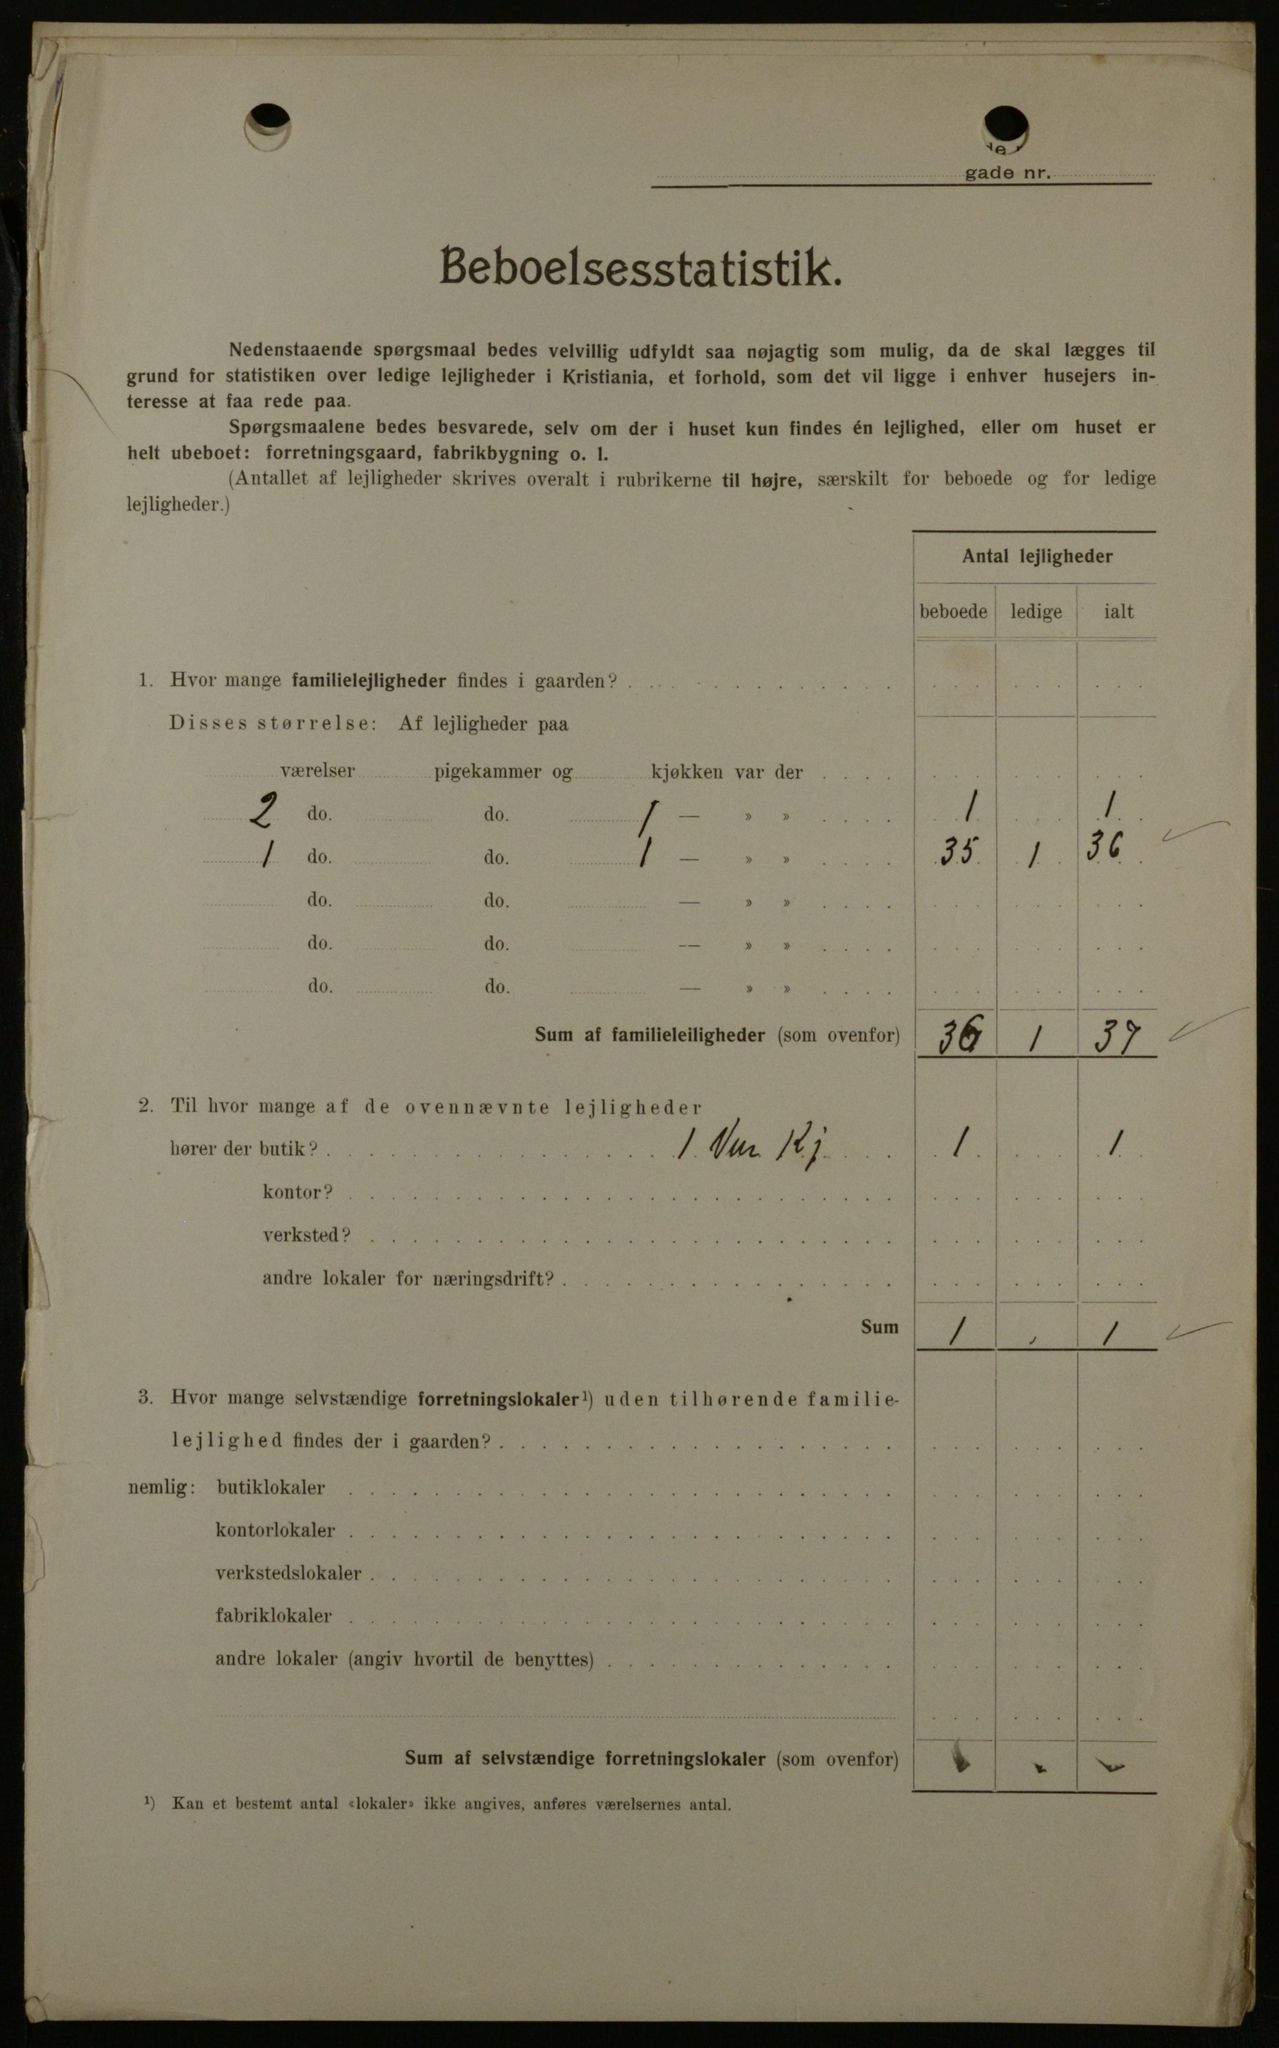 gade nr.
Beboelsesstatistik.
Nedenstaaende spørgsmaal bedes velvillig udfyldt saa nøjagtig som mulig, da de skal lægges til
grund for statistiken over ledige lejligheder i Kristiania, et forhold, som det vil ligge i enhver husejers in-
teresse at faa rede paa.
Spørgsmaalene bedes besvarede, selv om der i huset kun findes én lejlighed, eller om huset er
helt ubeboet: forretningsgaard, fabrikbygning o. l.
(Antallet af lejligheder skrives overalt i rubrikerne til højre, særskilt for beboede og for ledige
lejligheder.)
Antal lejligheder
beboede ledige ialt
1. Hvor mange familielejligheder findes i gaarden?
Disses størrelse: Af lejligheder paa
værelser pigekammer og kjøkken var der
2 do. do. 1 — » » 1 1
1 do. do. 1 — » » 35 1 36
do. do. — » »
do. do. — » »
do. do. — » »
Sum af familieleiligheder (som ovenfor) 36 1 37
2. Til hvor mange af de ovennævnte lejligheder
hører der butik? 1 Vær. Kj. 1 1
kontor?
verksted?
andre lokaler for næringsdrift?
Sum 1 , 1
3. Hvor mange selvstændige forretningslokaler¹) uden tilhørende familie-
lejlighed findes der i gaarden?
nemlig: butiklokaler
kontorlokaler
verkstedslokaler
fabriklokaler
andre lokaler (angiv hvortil de benyttes)
Sum af selvstændige forretningslokaler (som ovenfor)
¹) Kan et bestemt antal «lokaler» ikke angives, anføres værelsernes antal.